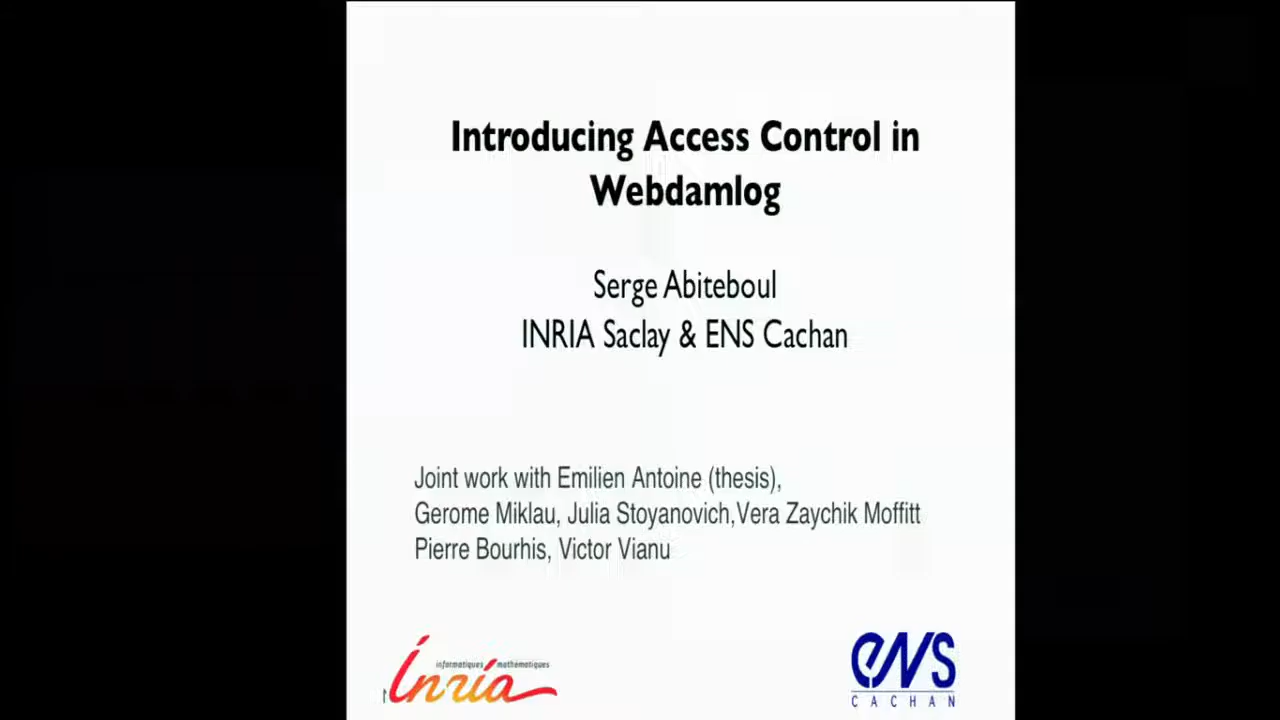 Introducing Access Control in
Webdamlog
Serge Abiteboul
INRIA Saclay & ENS Cachan
Joint work with Emilien Antoine (thesis),
Gerome Miklau, Julia Stoyanovich,Vera Zaychik Moffitt
Pierre Bourhis, Victor Vianu
informatiques mathématiques
1 Inria
ENS
CACHAN